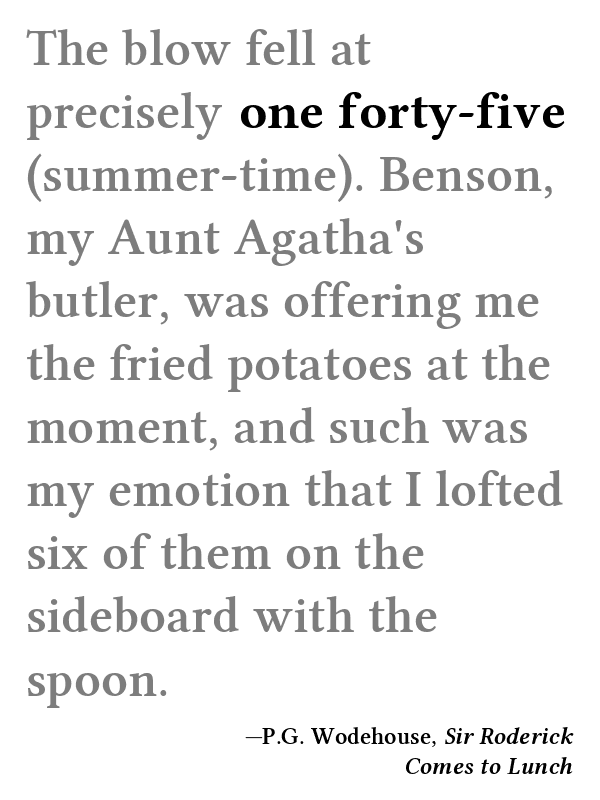 The blow fell at
precisely one forty-five
(summer-time). Benson,
my Aunt Agatha's
butler, was offering me
the fried potatoes at the
moment, and such was
my emotion that I lofted
six of them on the
sideboard with the
spoon.
—P.G. Wodehouse, Sir Roderick
Comes to Lunch